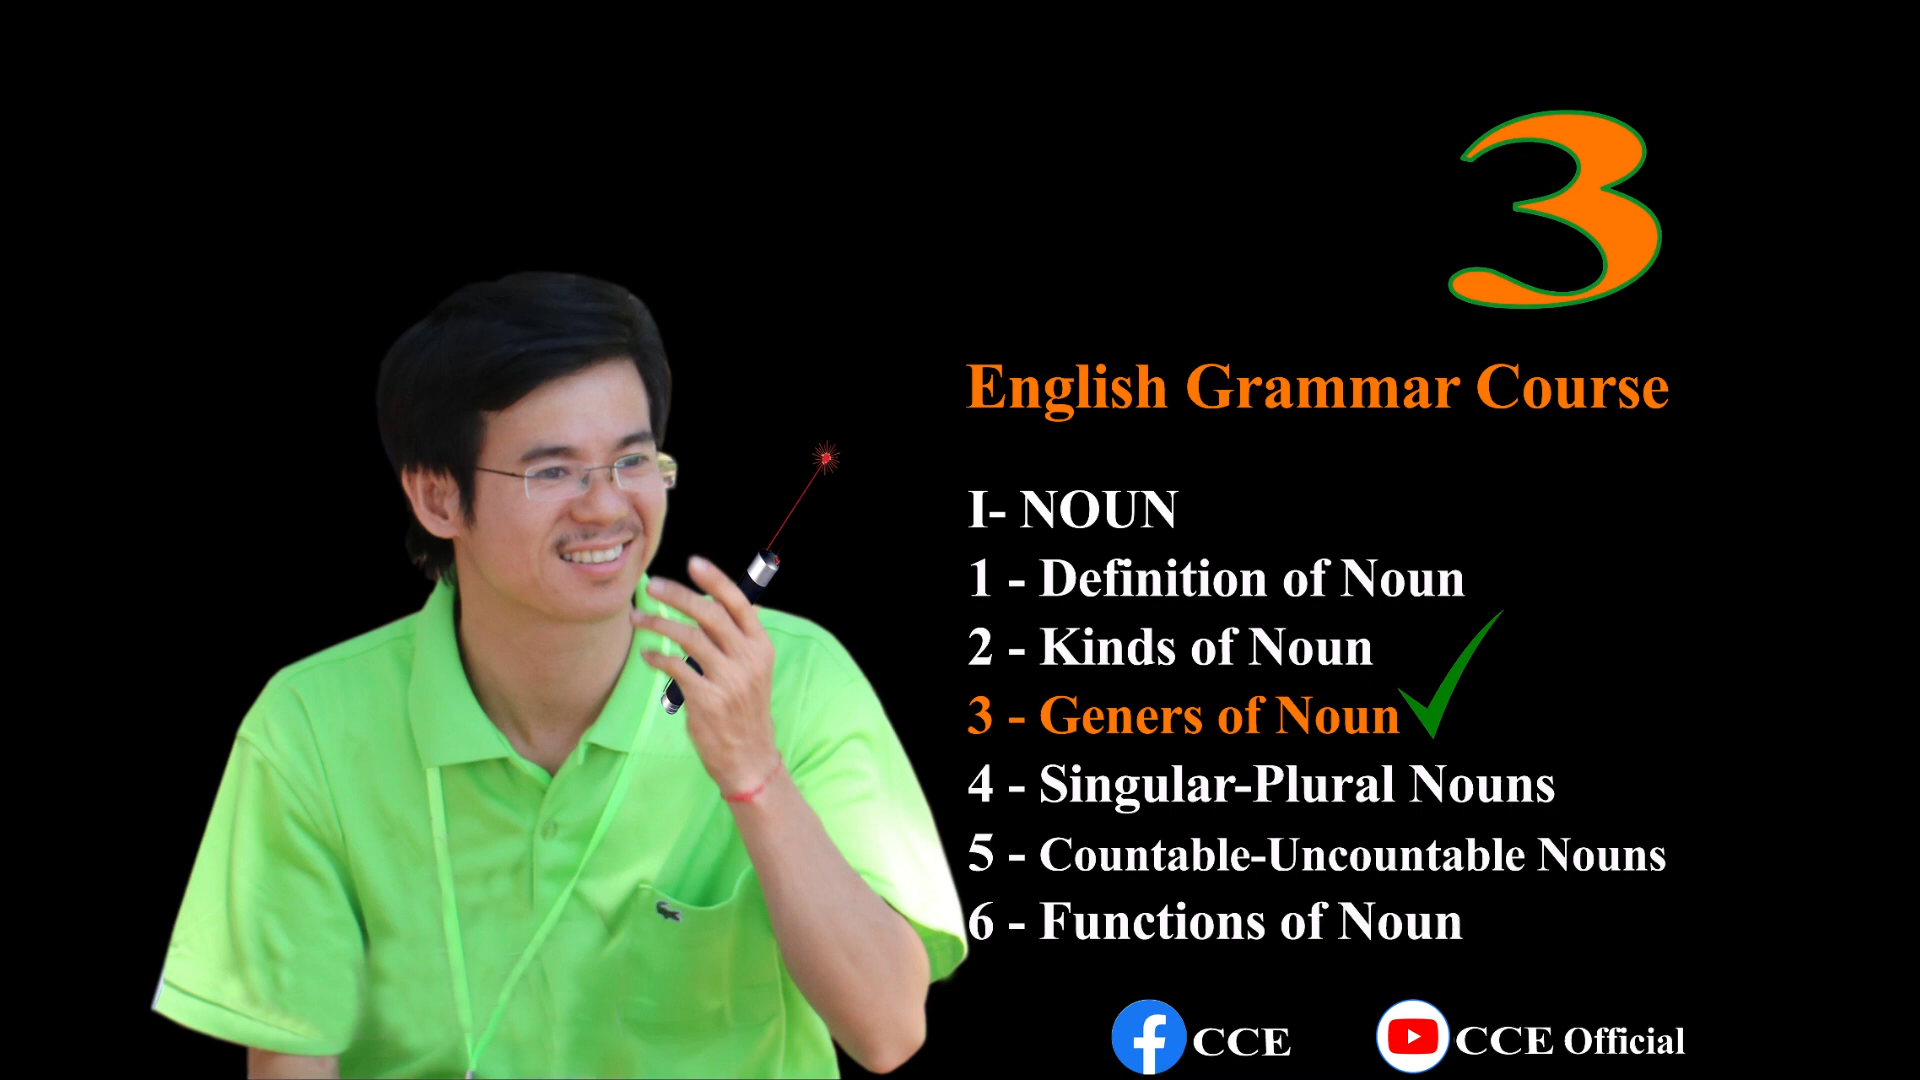 3
English Grammar Course
I- NOUN
1 - Definition of Noun
2 - Kinds of Noun
3 - Geners of Noun
4 - Singular-Plural Nouns
5 - Countable-Uncountable Nouns
6 - Functions of Noun
CCE
CCE Official